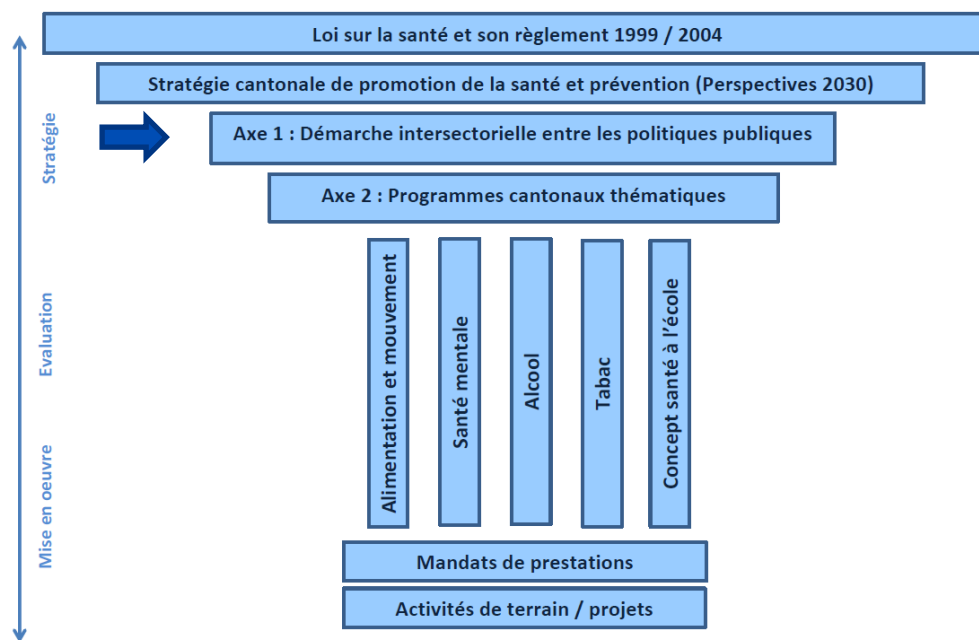 Loi sur la santé et son règlement 1999 / 2004
Stratégie cantonale de promotion de la santé et prévention (Perspectives 2030)
Axe 1 : Démarche intersectorielle entre les politiques publiques
Axe 2 : Programmes cantonaux thématiques
Stratégie
Evaluation
Mise en oeuvre
Alimentation et mouvement
Santé mentale
Alcool
Tabac
Concept santé à l'école
Mandats de prestations
Activités de terrain / projets